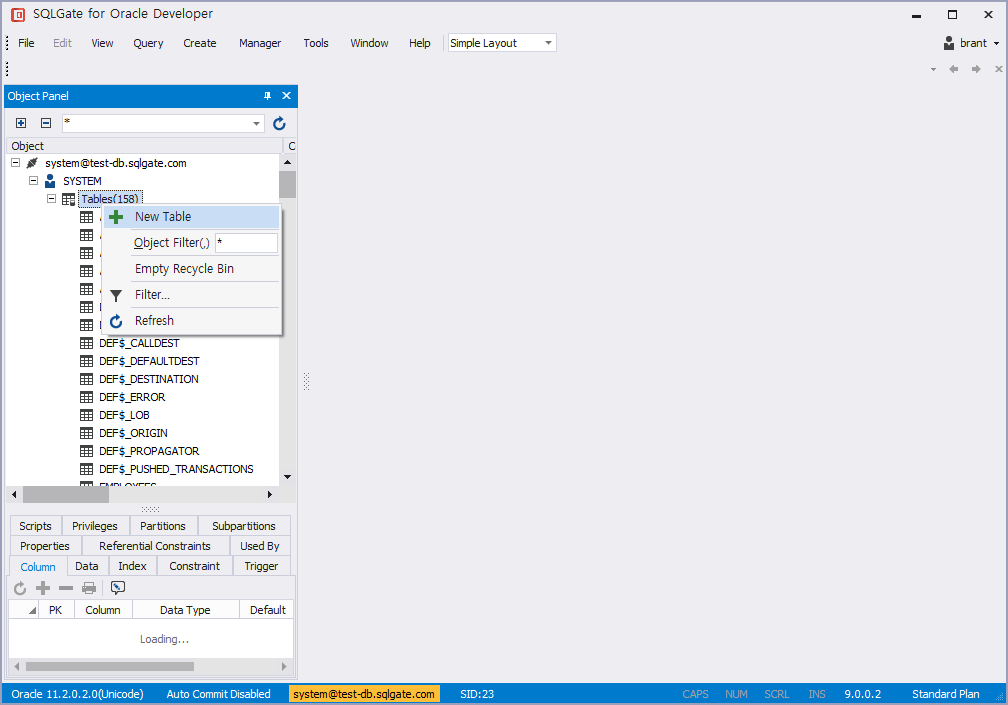 SQLGate for Oracle Developer
File Edit View Query Create Manager Tools Window Help Simple Layout brant
Object Panel
*
Object C
system@test-db.sqlgate.com
SYSTEM
Tables(158)
New Table
Object Filter(,) *
Empty Recycle Bin
Filter...
Refresh
DEF$_CALLDEST
DEF$_DEFAULTDEST
DEF$_DESTINATION
DEF$_ERROR
DEF$_LOB
DEF$_ORIGIN
DEF$_PROPAGATOR
DEF$_PUSHED_TRANSACTIONS
EMPLOYEES
Scripts Privileges Partitions Subpartitions
Properties Referential Constraints Used By
Column Data Index Constraint Trigger
PK Column Data Type Default
Loading...
Oracle 11.2.0.2.0(Unicode) Auto Commit Disabled system@test-db.sqlgate.com SID:23 CAPS NUM SCRL INS 9.0.0.2 Standard Plan